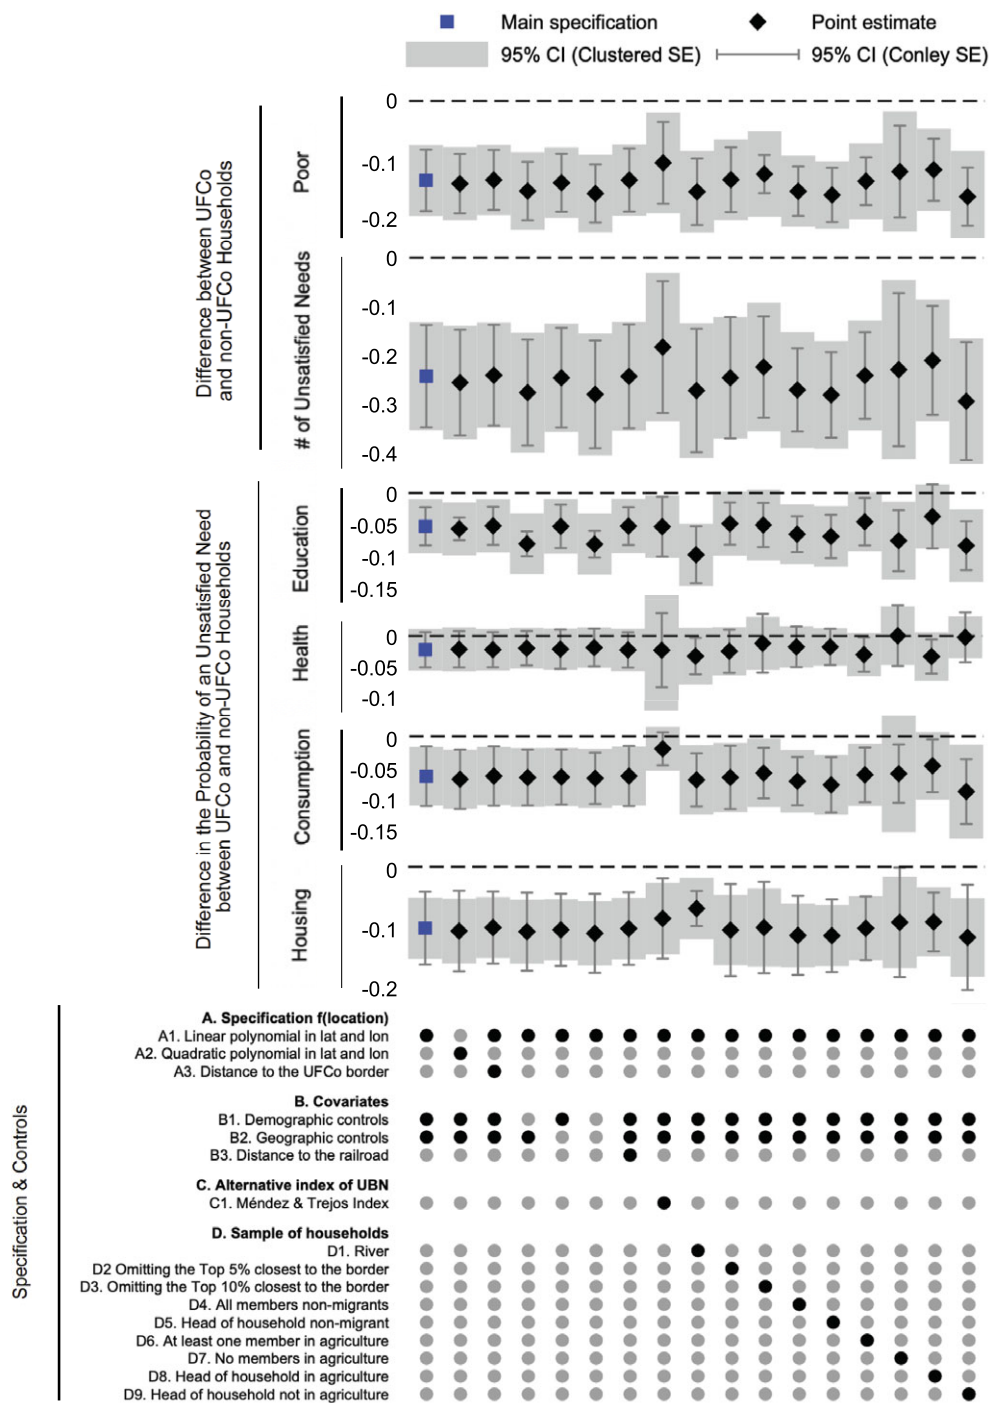 Main specification
Point estimate
95% CI (Clustered SE)
95% CI (Conley SE)
Difference between UFCo
and non-UFCo Households
Poor
0
-0.1
-0.2
# of Unsatisfied Needs
0
-0.1
-0.2
-0.3
-0.4
Difference in the Probability of an Unsatisfied Need
between UFCo and non-UFCo Households
Education
0
-0.05
-0.1
-0.15
Health
0
-0.05
-0.1
Consumption
0
-0.05
-0.1
-0.15
Housing
0
-0.1
-0.2
Specification & Controls
A. Specification f(location)
A1. Linear polynomial in lat and lon
A2. Quadratic polynomial in lat and lon
A3. Distance to the UFCo border
B. Covariates
B1. Demographic controls
B2. Geographic controls
B3. Distance to the railroad
C. Alternative index of UBN
C1. Méndez & Trejos Index
D. Sample of households
D1. River
D2 Omitting the Top 5% closest to the border
D3. Omitting the Top 10% closest to the border
D4. All members non-migrants
D5. Head of household non-migrant
D6. At least one member in agriculture
D7. No members in agriculture
D8. Head of household in agriculture
D9. Head of household not in agriculture